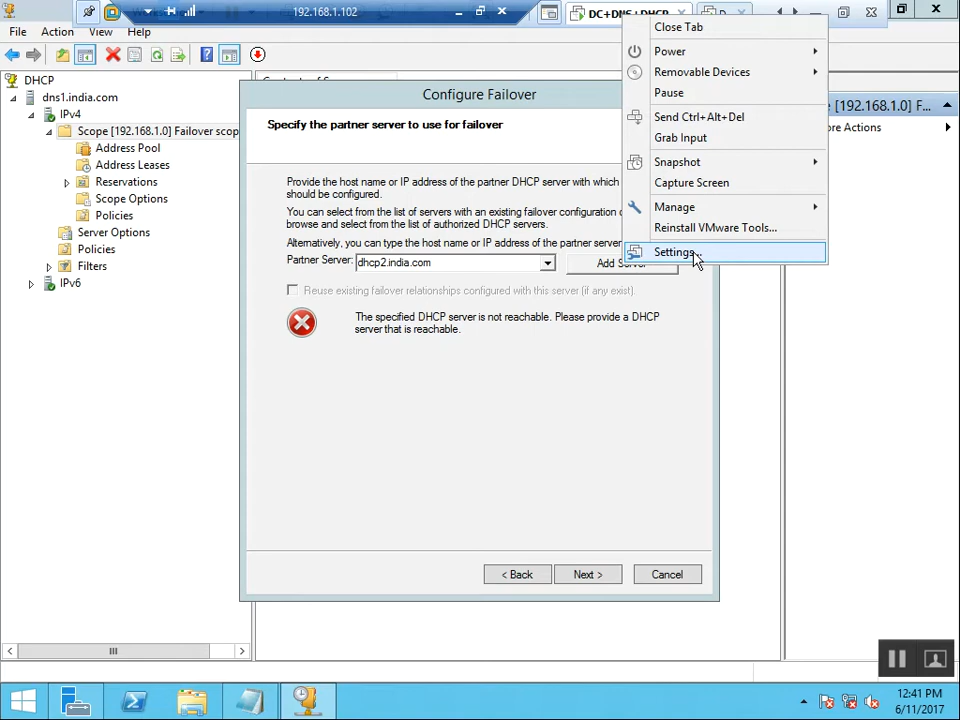 192.168.1.102
DC+DNS+DHCP
D
File
Action
View
Help
DHCP
dns1.india.com
IPv4
Scope [192.168.1.0] Failover scop
Address Pool
Address Leases
Reservations
Scope Options
Policies
Server Options
Policies
Filters
IPv6
Configure Failover
Specify the partner server to use for failover
Provide the host name or IP address of the partner DHCP server with which
should be configured.
You can select from the list of servers with an existing failover configuration
browse and select from the list of authorized DHCP servers.
Alternatively, you can type the host name or IP address of the partner server
Partner Server:
dhcp2.india.com
Add Server
Reuse existing failover relationships configured with this server (if any exist).
The specified DHCP server is not reachable. Please provide a DHCP
server that is reachable.
< Back
Next >
Cancel
Close Tab
Power
Removable Devices
Pause
Send Ctrl+Alt+Del
Grab Input
Snapshot
Capture Screen
Manage
Reinstall VMware Tools...
Settings...
[192.168.1.0] F...
ore Actions
12:41 PM
6/11/2017